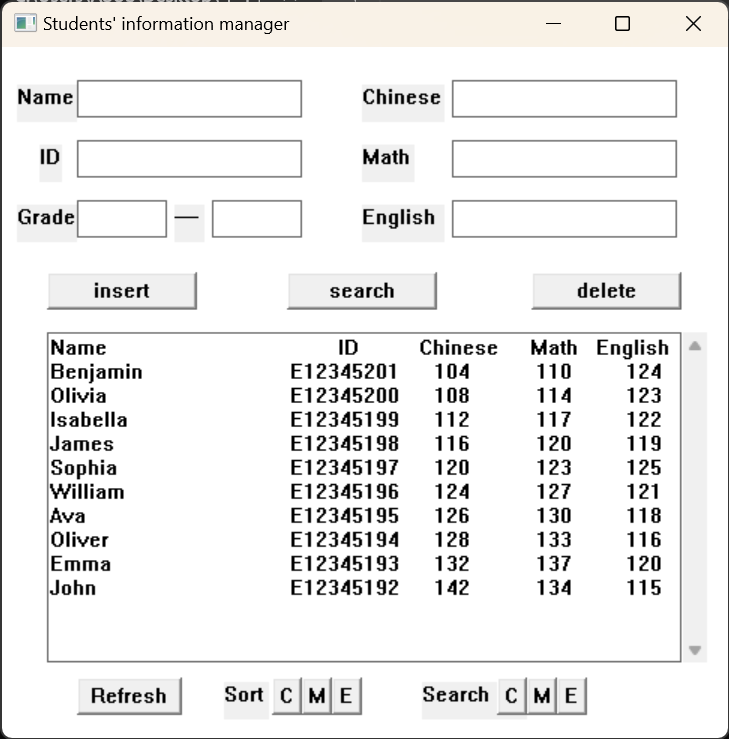 Students' information manager
Name Chinese
ID Math
Grade — English
insert search delete
Name ID Chinese Math English
Benjamin E12345201 104 110 124
Olivia E12345200 108 114 123
Isabella E12345199 112 117 122
James E12345198 116 120 119
Sophia E12345197 120 123 125
William E12345196 124 127 121
Ava E12345195 126 130 118
Oliver E12345194 128 133 116
Emma E12345193 132 137 120
John E12345192 142 134 115
Refresh Sort C M E Search C M E